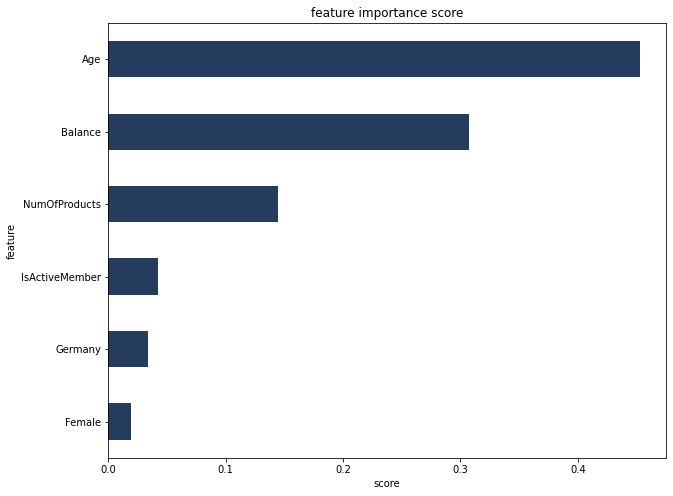 feature importance score
Age
Balance
NumOfProducts
IsActiveMember
Germany
Female
feature
0.0 0.1 0.2 0.3 0.4
score